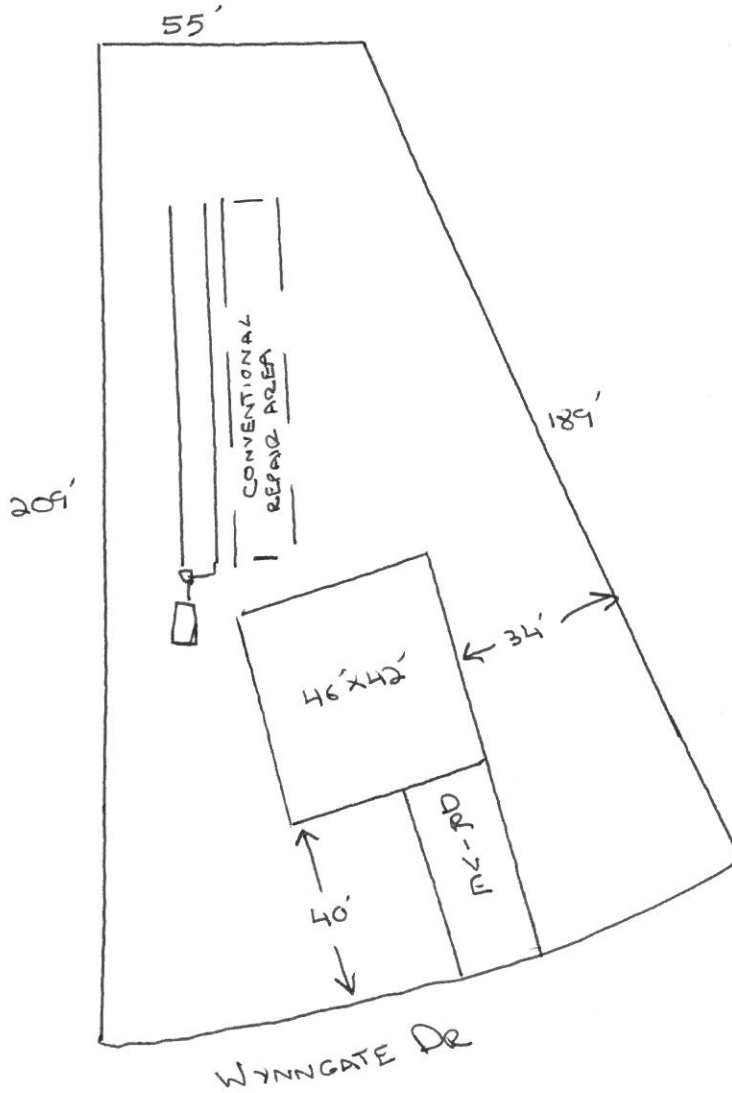 55'
CONVENTIONAL
REPAIR AREA
189'
209'
34'
46'x42'
DRIVE
40'
WYNNGATE DR